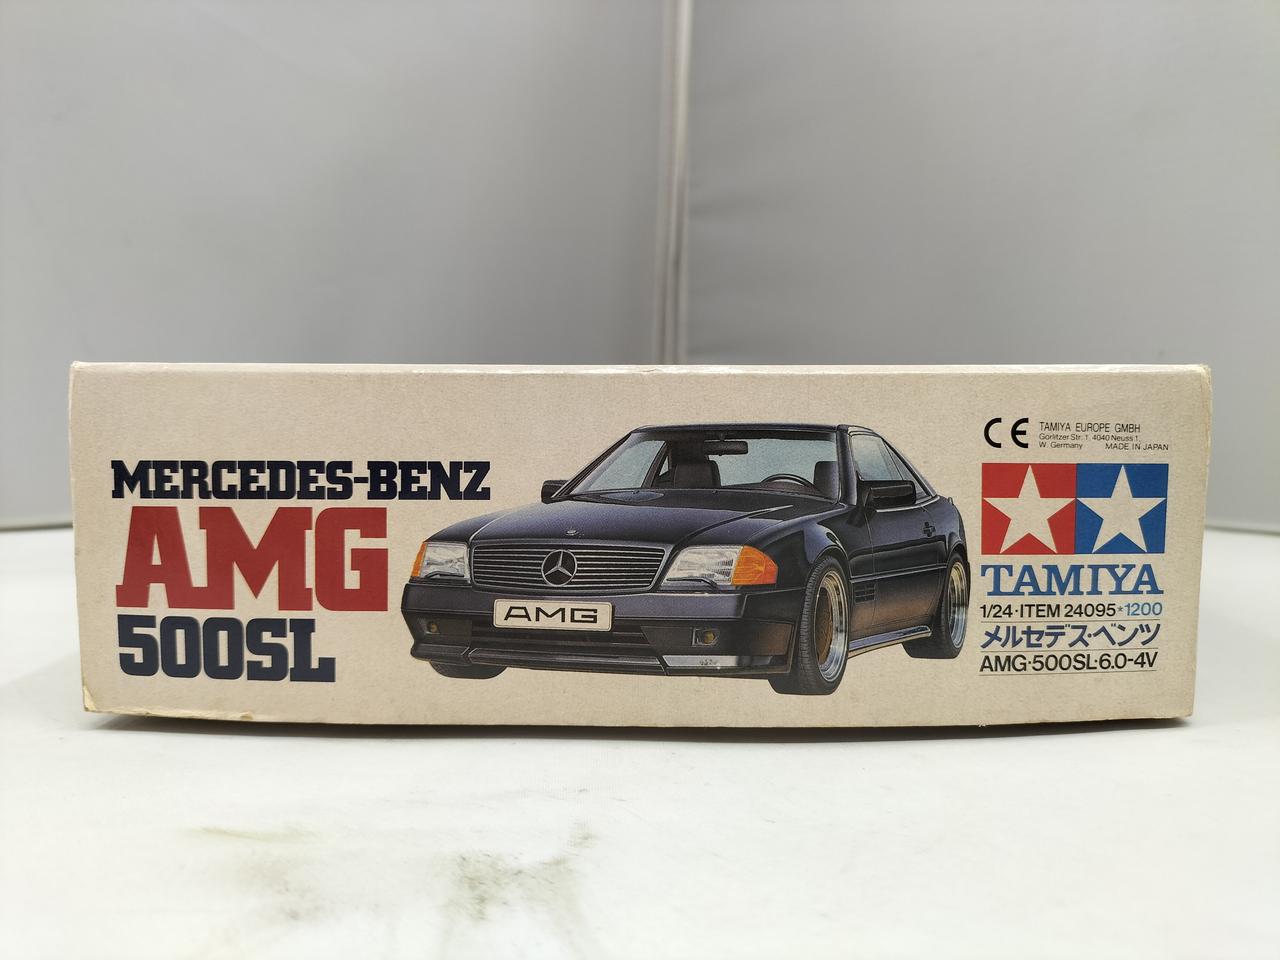 MERCEDES-BENZ
AMG
500SL
AMG
CE
TAMIYA EUROPE GMBH
Görlitzer Str. 1, 4040 Neuss 1,
W. Germany MADE IN JAPAN
TAMIYA
1/24·ITEM 24095*1200
メルセデス・ベンツ
AMG·500SL·6.0-4V